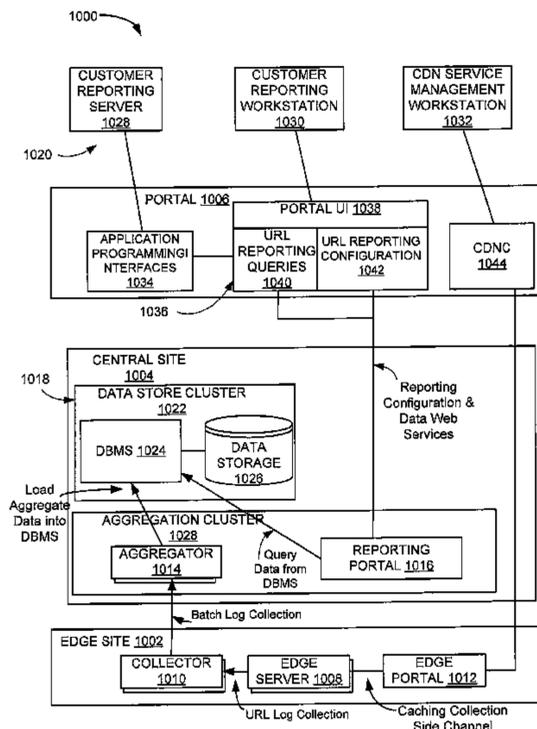 1000
CUSTOMER
REPORTING
SERVER
1028
CUSTOMER
REPORTING
WORKSTATION
1030
CDN SERVICE
MANAGEMENT
WORKSTATION
1032
1020
PORTAL 1006
PORTAL UI 1038
APPLICATION
PROGRAMMINGI
NTERFACES
1034
URL
REPORTING
QUERIES
1040
URL REPORTING
CONFIGURATION
1042
CDNC
1044
1036
CENTRAL SITE
1004
1018
DATA STORE CLUSTER
1022
DBMS 1024
DATA
STORAGE
1026
Reporting
Configuration &
Data Web
Services
Load
Aggregate
Data into
DBMS
AGGREGATION CLUSTER
1028
AGGREGATOR
1014
Query
Data from
DBMS
REPORTING
PORTAL 1016
Batch Log Collection
EDGE SITE 1002
COLLECTOR
1010
EDGE
SERVER 1008
EDGE
PORTAL 1012
URL Log Collection
Caching Collection
Side Channel